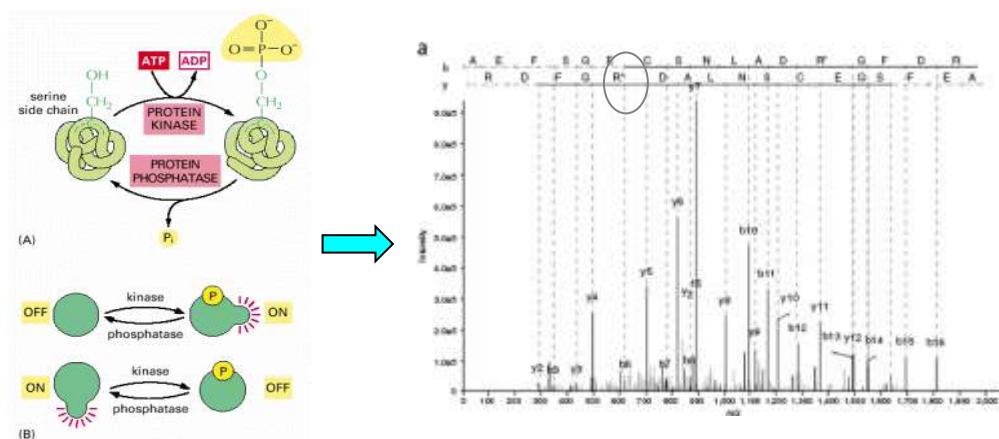 O⁻
O=P—O⁻
O
CH₂
OH
CH₂
ATP
ADP
serine
side chain
PROTEIN
KINASE
PROTEIN
PHOSPHATASE
Pi
(A)
OFF
kinase
phosphatase
P
ON
ON
kinase
phosphatase
P
OFF
(B)
a
b
A E F S G E C S N L A D R* G F D R
y
R D F G R* D A L N S C E G S F E A
y7
y6
b10
y5
b11
y4
y8
y10
y11
b12
y9
b13
y12
b14
b15
b16
y2
b5
y3
b6
b7
b8
Intensity
0
100
200
300
400
500
600
700
800
900
1,000
1,100
1,200
1,300
1,400
1,500
1,600
1,700
1,800
1,900
m/z